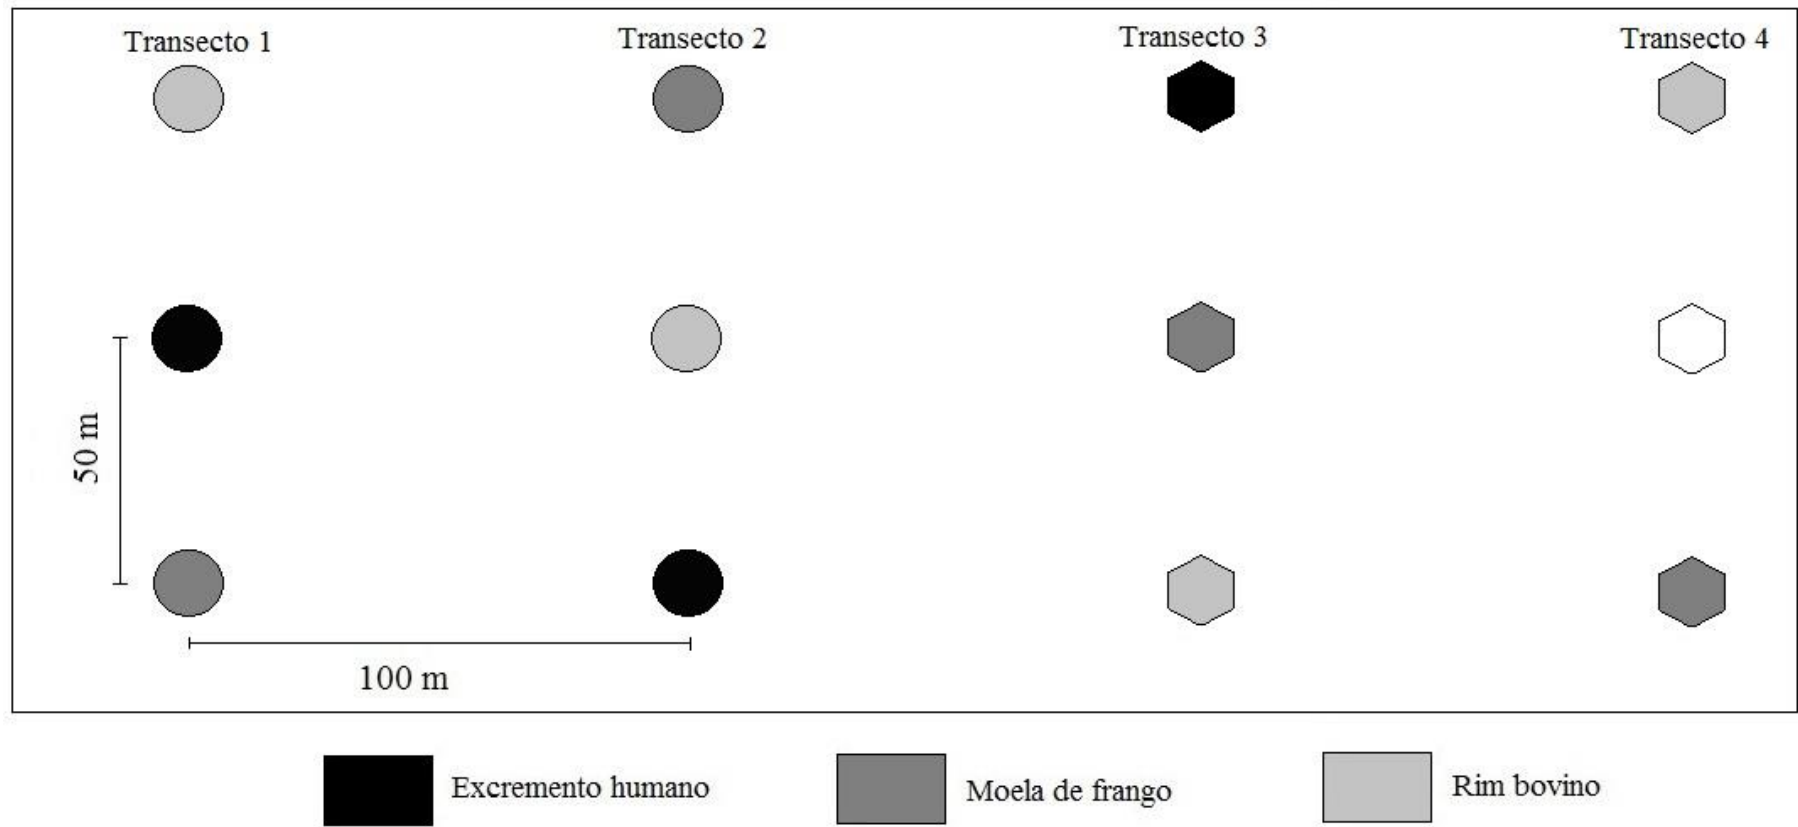 Transecto 1
Transecto 2
Transecto 3
Transecto 4
50 m
100 m
Excremento humano
Moela de frango
Rim bovino